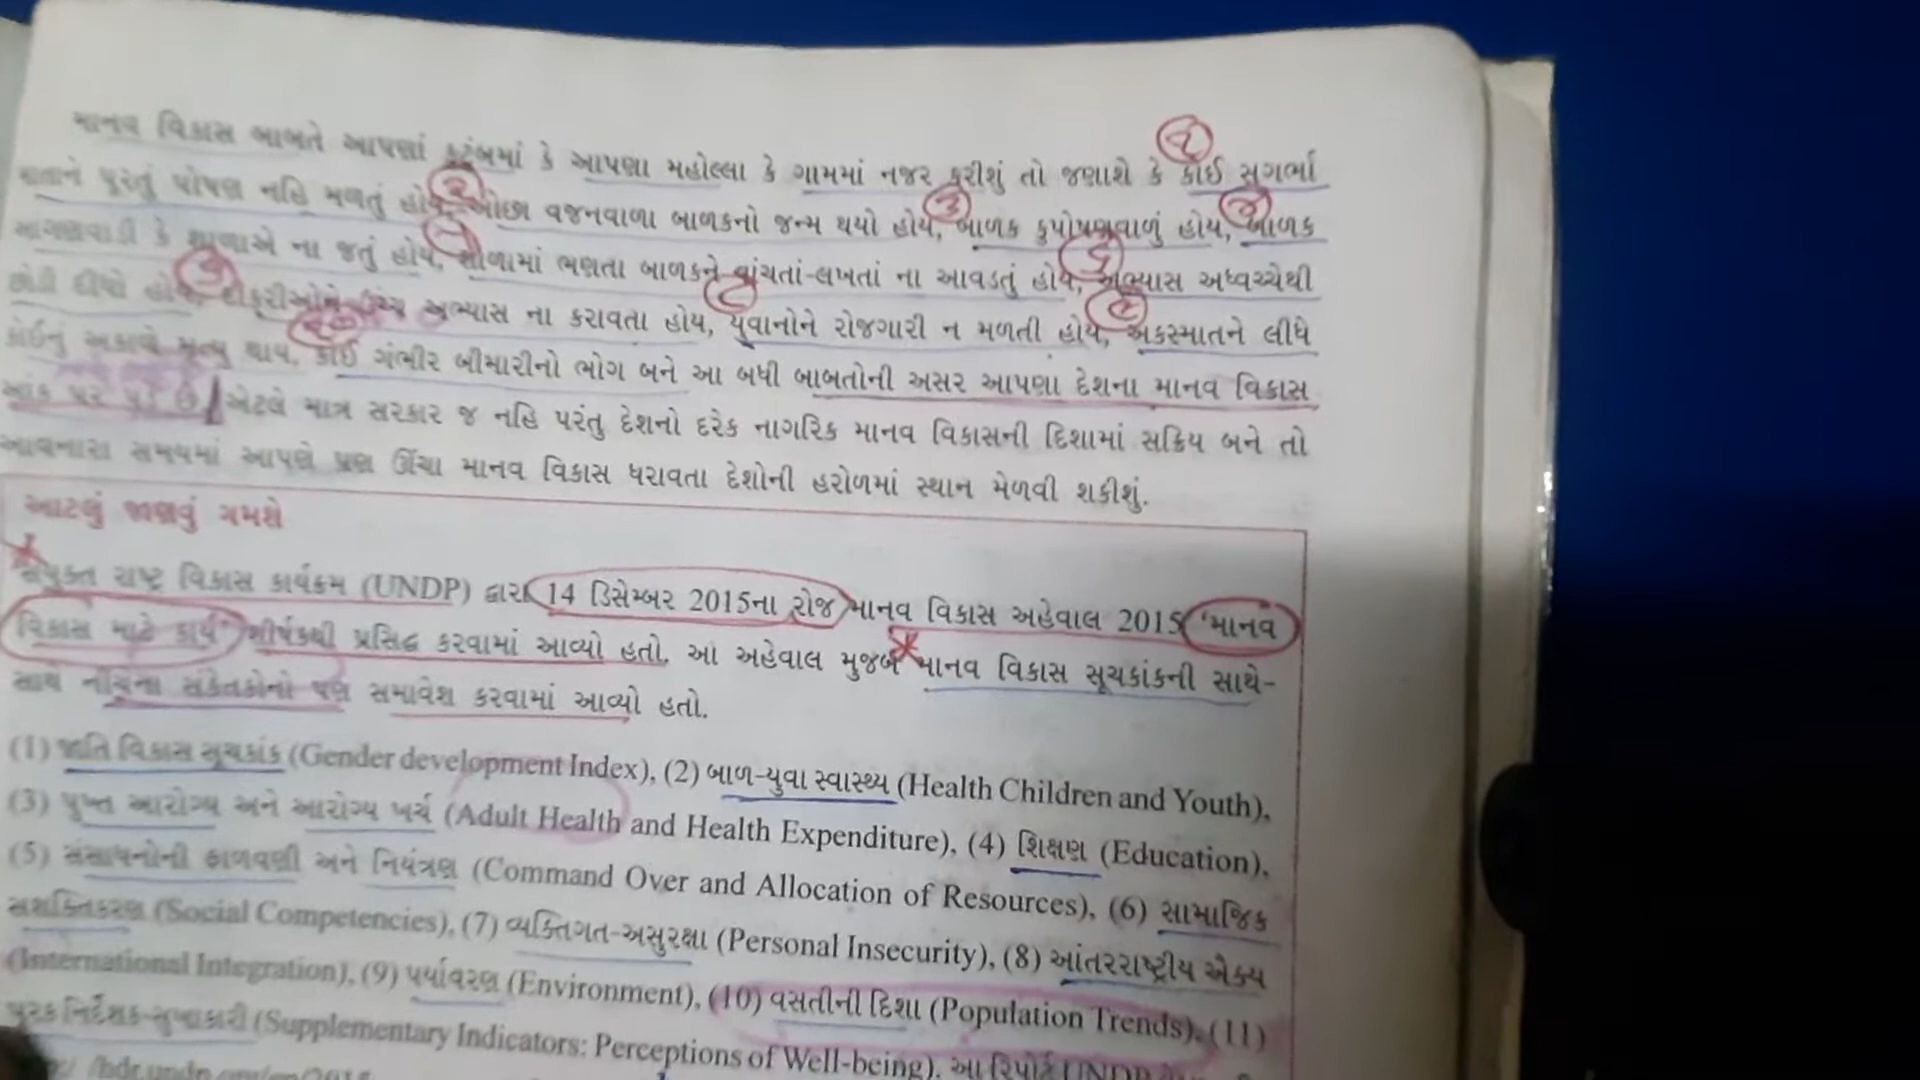 માનવ વિકાસ બાબતે આપણાં કુટુંબમાં કે આપણા મહોલ્લા કે ગામમાં નજર કરીશું તો જણાશે કે કોઈ સગર્ભા
માતાને પૂરતું પોષણ નહિ મળતું હોય, ઓછા વજનવાળા બાળકનો જન્મ થયો હોય, બાળક કુપોષણવાળું હોય, બાળક
આંગણવાડી કે શાળાએ ના જતું હોય, શાળામાં ભણતા બાળકને વાંચતાં-લખતાં ના આવડતું હોય, અભ્યાસ અધવચ્ચેથી
છોડી દીધો હોય, દીકરીઓને ઉચ્ચ અભ્યાસ ના કરાવતા હોય, યુવાનોને રોજગારી ન મળતી હોય, અકસ્માતને લીધે
કોઈનું અકાળે મૃત્યુ થાય, કોઈ ગંભીર બીમારીનો ભોગ બને આ બધી બાબતોની અસર આપણા દેશના માનવ વિકાસ
આંક પર પડે છે. એટલે માત્ર સરકાર જ નહિ પરંતુ દેશનો દરેક નાગરિક માનવ વિકાસની દિશામાં સક્રિય બને તો
આવનારા સમયમાં આપણે પણ ઊંચા માનવ વિકાસ ધરાવતા દેશોની હરોળમાં સ્થાન મેળવી શકીશું.
આટલું જાણવું ગમશે
સંયુક્ત રાષ્ટ્ર વિકાસ કાર્યક્રમ (UNDP) દ્વારા 14 ડિસેમ્બર 2015ના રોજ માનવ વિકાસ અહેવાલ 2015 'માનવ
વિકાસ માટે કાર્ય' શીર્ષકથી પ્રસિદ્ધ કરવામાં આવ્યો હતો. આ અહેવાલ મુજબ માનવ વિકાસ સૂચકાંકની સાથે-
સાથે નીચેના સંકેતકોનો પણ સમાવેશ કરવામાં આવ્યો હતો.
(1) જાતિ વિકાસ સૂચકાંક (Gender development Index), (2) બાળ-યુવા સ્વાસ્થ્ય (Health Children and Youth),
(3) પુખ્ત આરોગ્ય અને આરોગ્ય ખર્ચ (Adult Health and Health Expenditure), (4) શિક્ષણ (Education),
(5) સંસાધનોની ફાળવણી અને નિયંત્રણ (Command Over and Allocation of Resources), (6) સામાજિક
સશક્તિકરણ (Social Competencies), (7) વ્યક્તિગત-અસુરક્ષા (Personal Insecurity), (8) આંતરરાષ્ટ્રીય એક્ય
(International Integration), (9) પર્યાવરણ (Environment), (10) વસતીની દિશા (Population Trends), (11)
પૂરક નિર્દેશક-સુખાકારી (Supplementary Indicators: Perceptions of Well-being). આ રિપોર્ટ UNDP